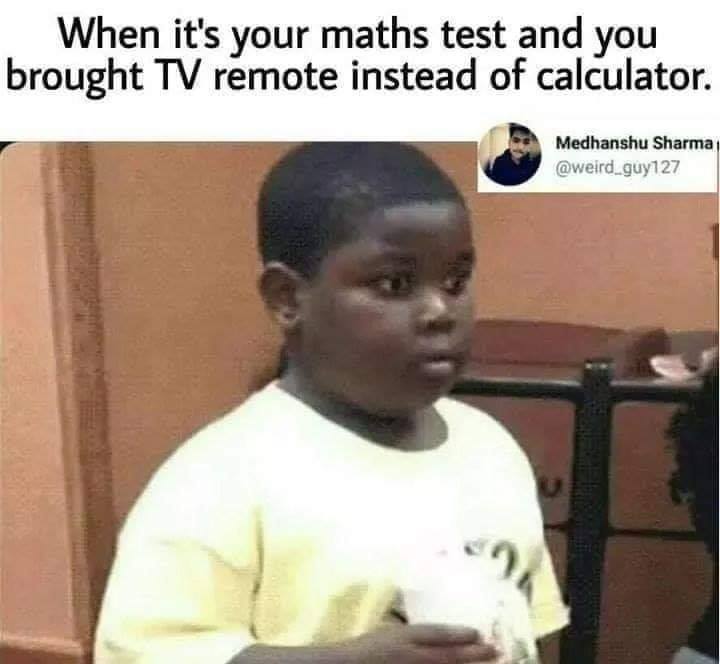 When it's your maths test and you
brought TV remote instead of calculator.
Medhanshu Sharma
@weird_guy127